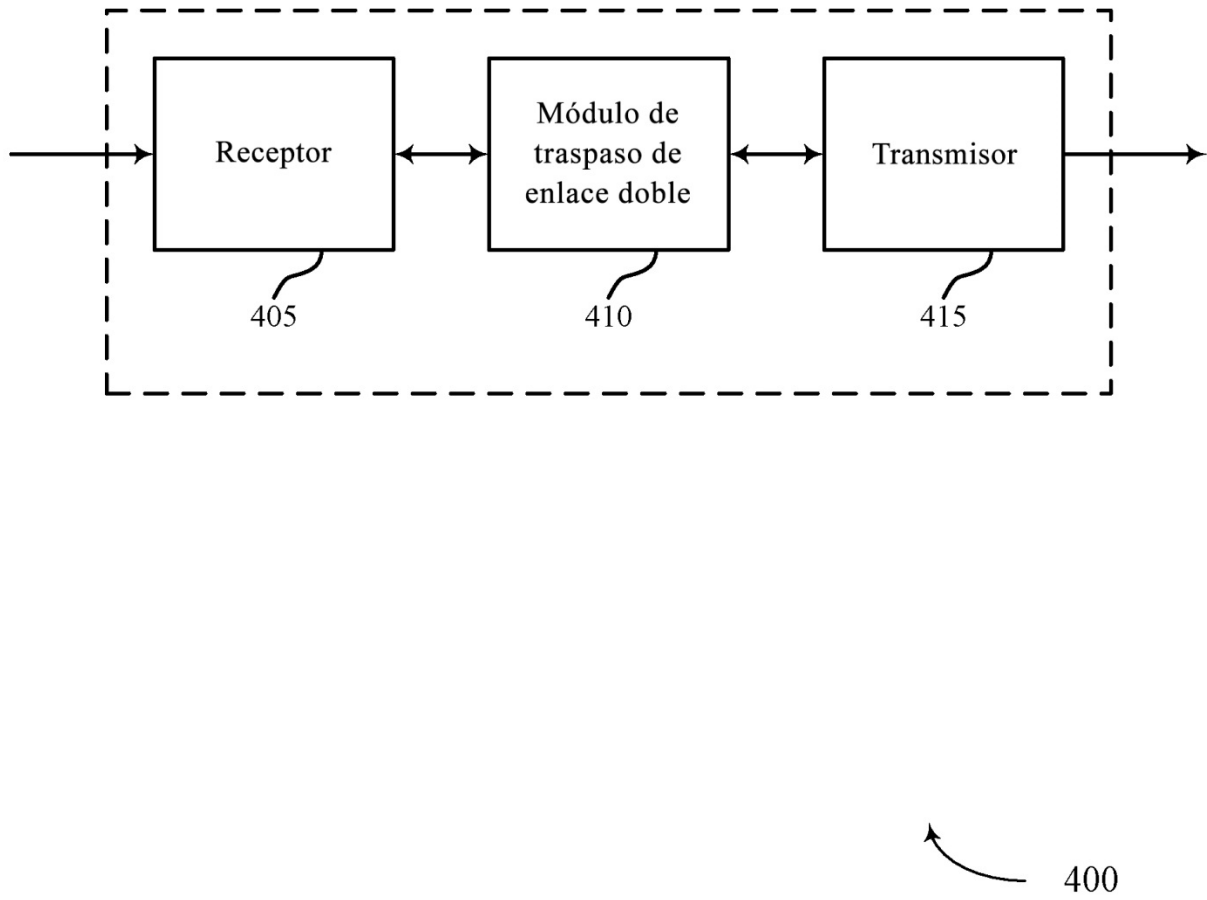 Receptor
Módulo de
traspaso de
enlace doble
Transmisor
405
410
415
400